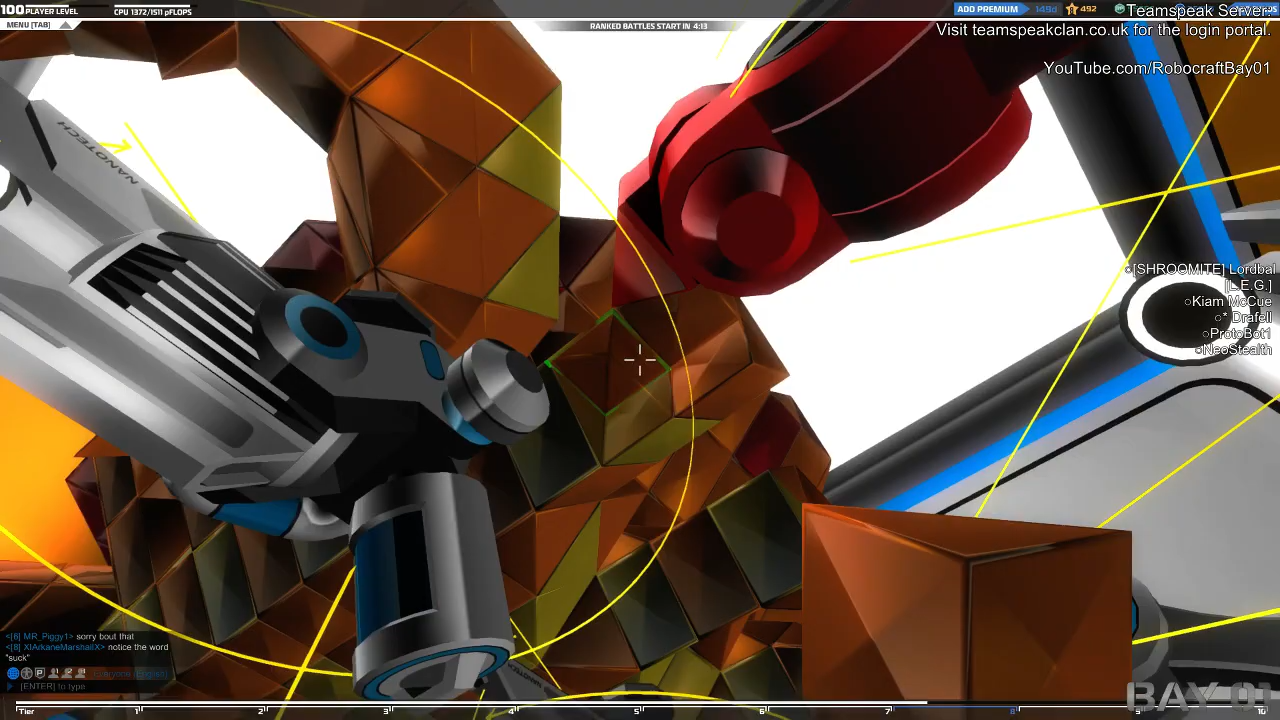 100 PLAYER LEVEL
CPU 1372/1511 pFLOPS
ADD PREMIUM
149d
492
MENU [TAB]
RANKED BATTLES START IN 4:13
Teamspeak Server:
Visit teamspeakclan.co.uk for the login portal.
YouTube.com/RobocraftBay01
NANOTECH
[SHROOMITE] Lordbal
[L.E.G.]
Kiam McCue
* Drafell
ProtoBot1
NeoStealth
<[6] MR_Piggy1> sorry bout that
<[8] XIArkaneMarshallX> notice the word
"suck"
Everyone (English)
[ENTER] to type
BAY 01
Tier 1 2 3 4 5 6 7 8 9 10